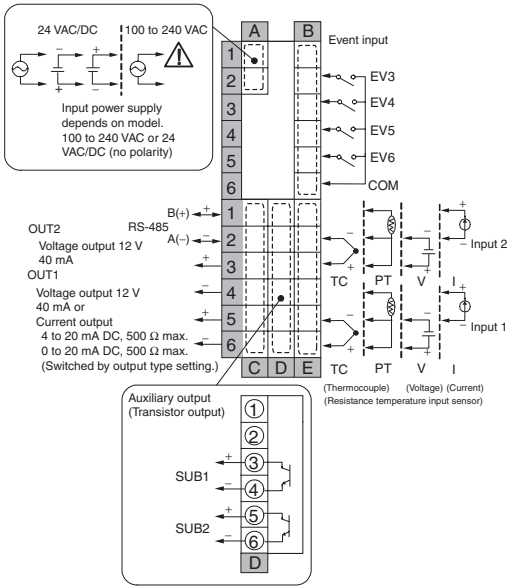 24 VAC/DC
100 to 240 VAC
− + + −
Input power supply
depends on model.
100 to 240 VAC or 24
VAC/DC (no polarity)
A B
1
2
3
4
5
6
Event input
EV3
EV4
EV5
EV6
COM
1
2
3
4
5
6
B(+) +
RS-485
A(−) −
OUT2
Voltage output 12 V
40 mA
+
−
OUT1
Voltage output 12 V
40 mA or
Current output
4 to 20 mA DC, 500 Ω max.
0 to 20 mA DC, 500 Ω max.
(Switched by output type setting.)
+
−
C D E
− + − + + −
Input 2
TC PT V I
− + − + + −
Input 1
TC PT V I
(Thermocouple) (Voltage) (Current)
(Resistance temperature input sensor)
Auxiliary output
(Transistor output)
1
2
3
4
5
6
D
SUB1
+
−
SUB2
+
−